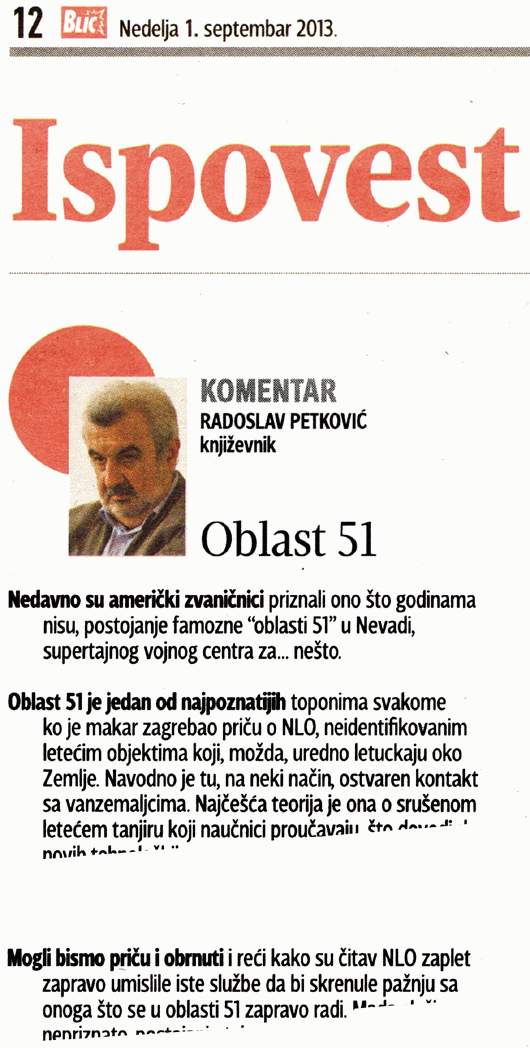 12 Blic Nedelja 1. septembar 2013.
Ispovest
KOMENTAR
RADOSLAV PETKOVIĆ
književnik
Oblast 51
Nedavno su američki zvaničnici priznali ono što godinama
nisu, postojanje famozne “oblasti 51” u Nevadi,
supertajnog vojnog centra za... nešto.
Oblast 51 je jedan od najpoznatijih toponima svakome
ko je makar zagrebao priču o NLO, neidentifikovanim
letećim objektima koji, možda, uredno letuckaju oko
Zemlje. Navodno je tu, na neki način, ostvaren kontakt
sa vanzemaljcima. Najčešća teorija je ona o srušenom
letećem tanjiru koji naučnici proučavaju, što
novih
Mogli bismo priču i obrnuti i reći kako su čitav NLO zaplet
zapravo umislile iste službe da bi skrenule pažnju sa
onoga što se u oblasti 51 zapravo radi.
nepriznato